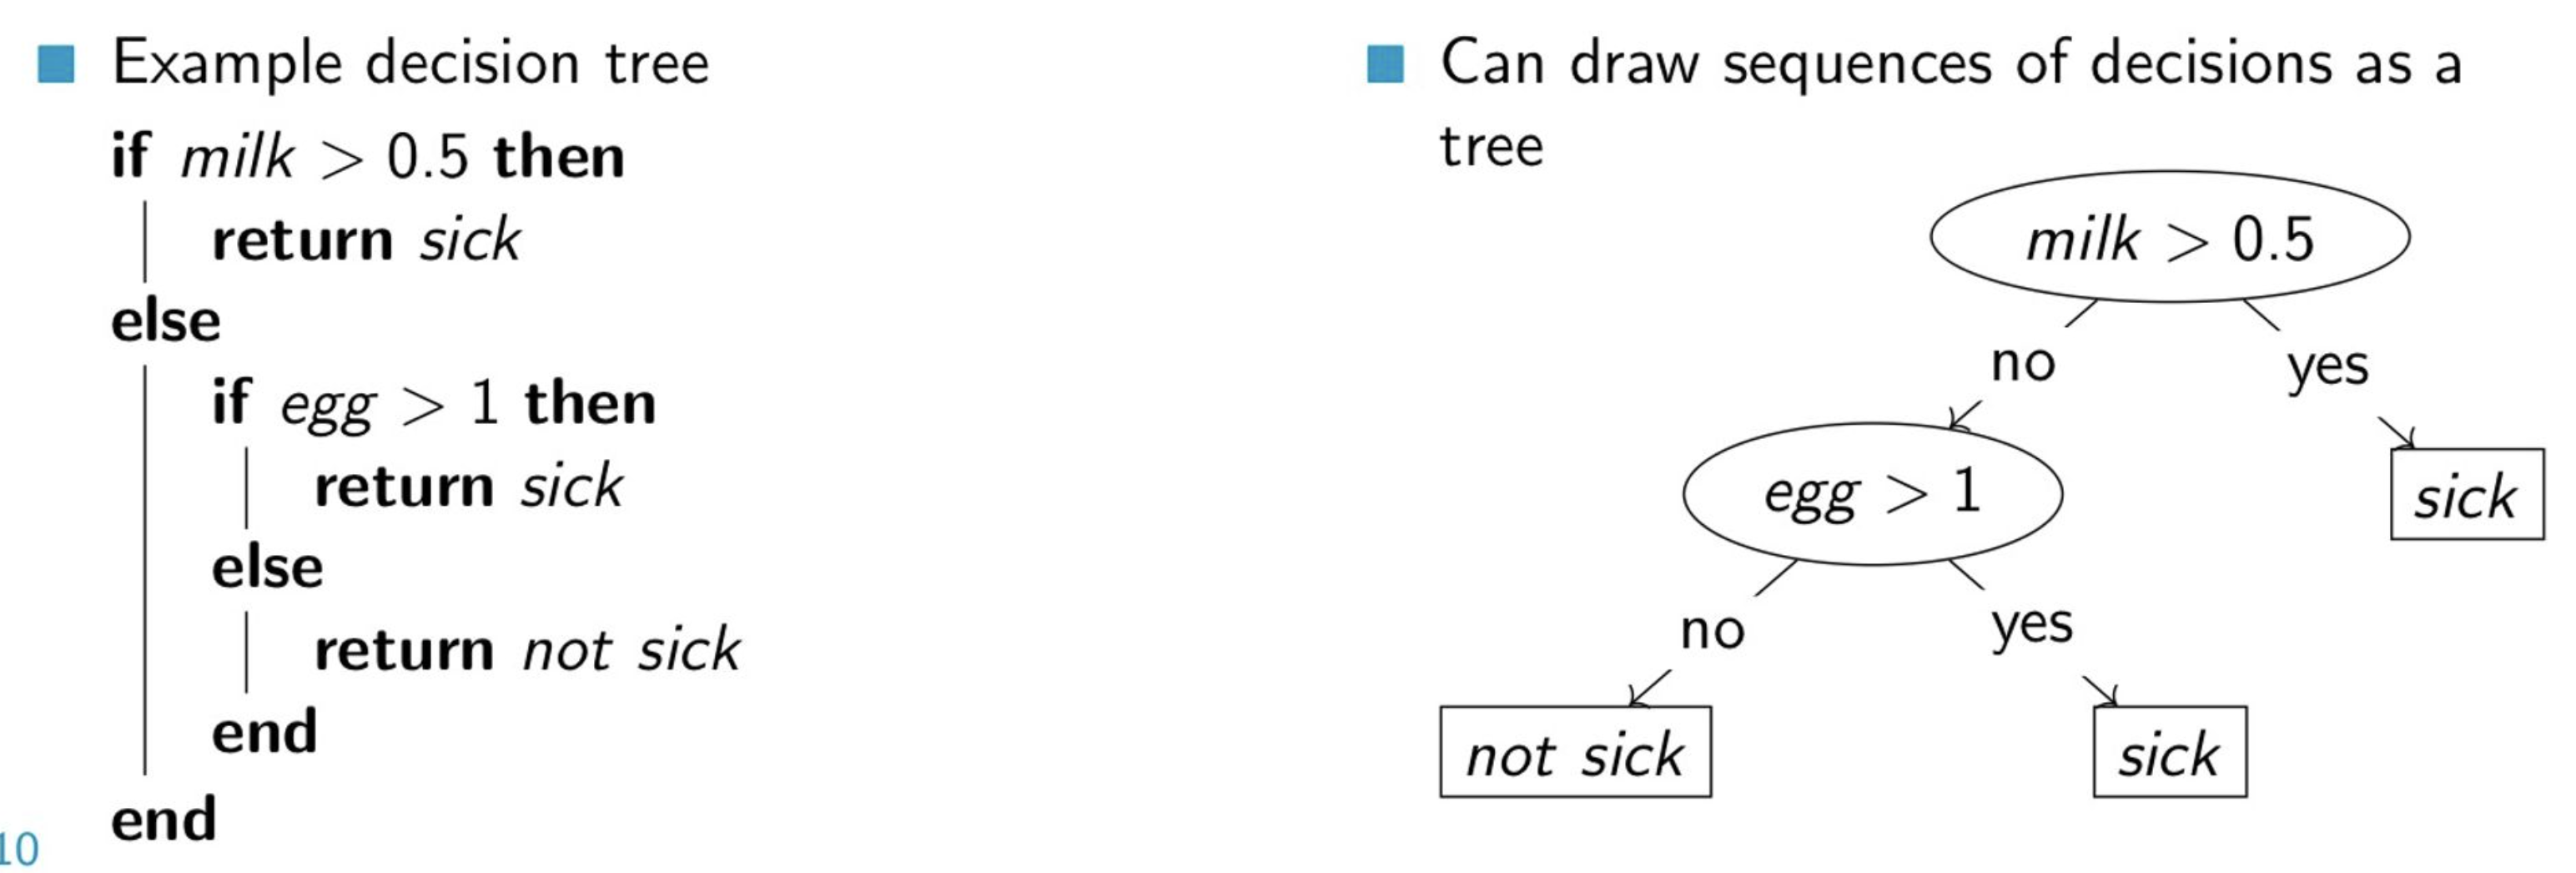 Example decision tree
if milk > 0.5 then
return sick
else
if egg > 1 then
return sick
else
return not sick
end
end
10
Can draw sequences of decisions as a
tree
milk > 0.5
no
yes
egg > 1
sick
no
yes
not sick
sick